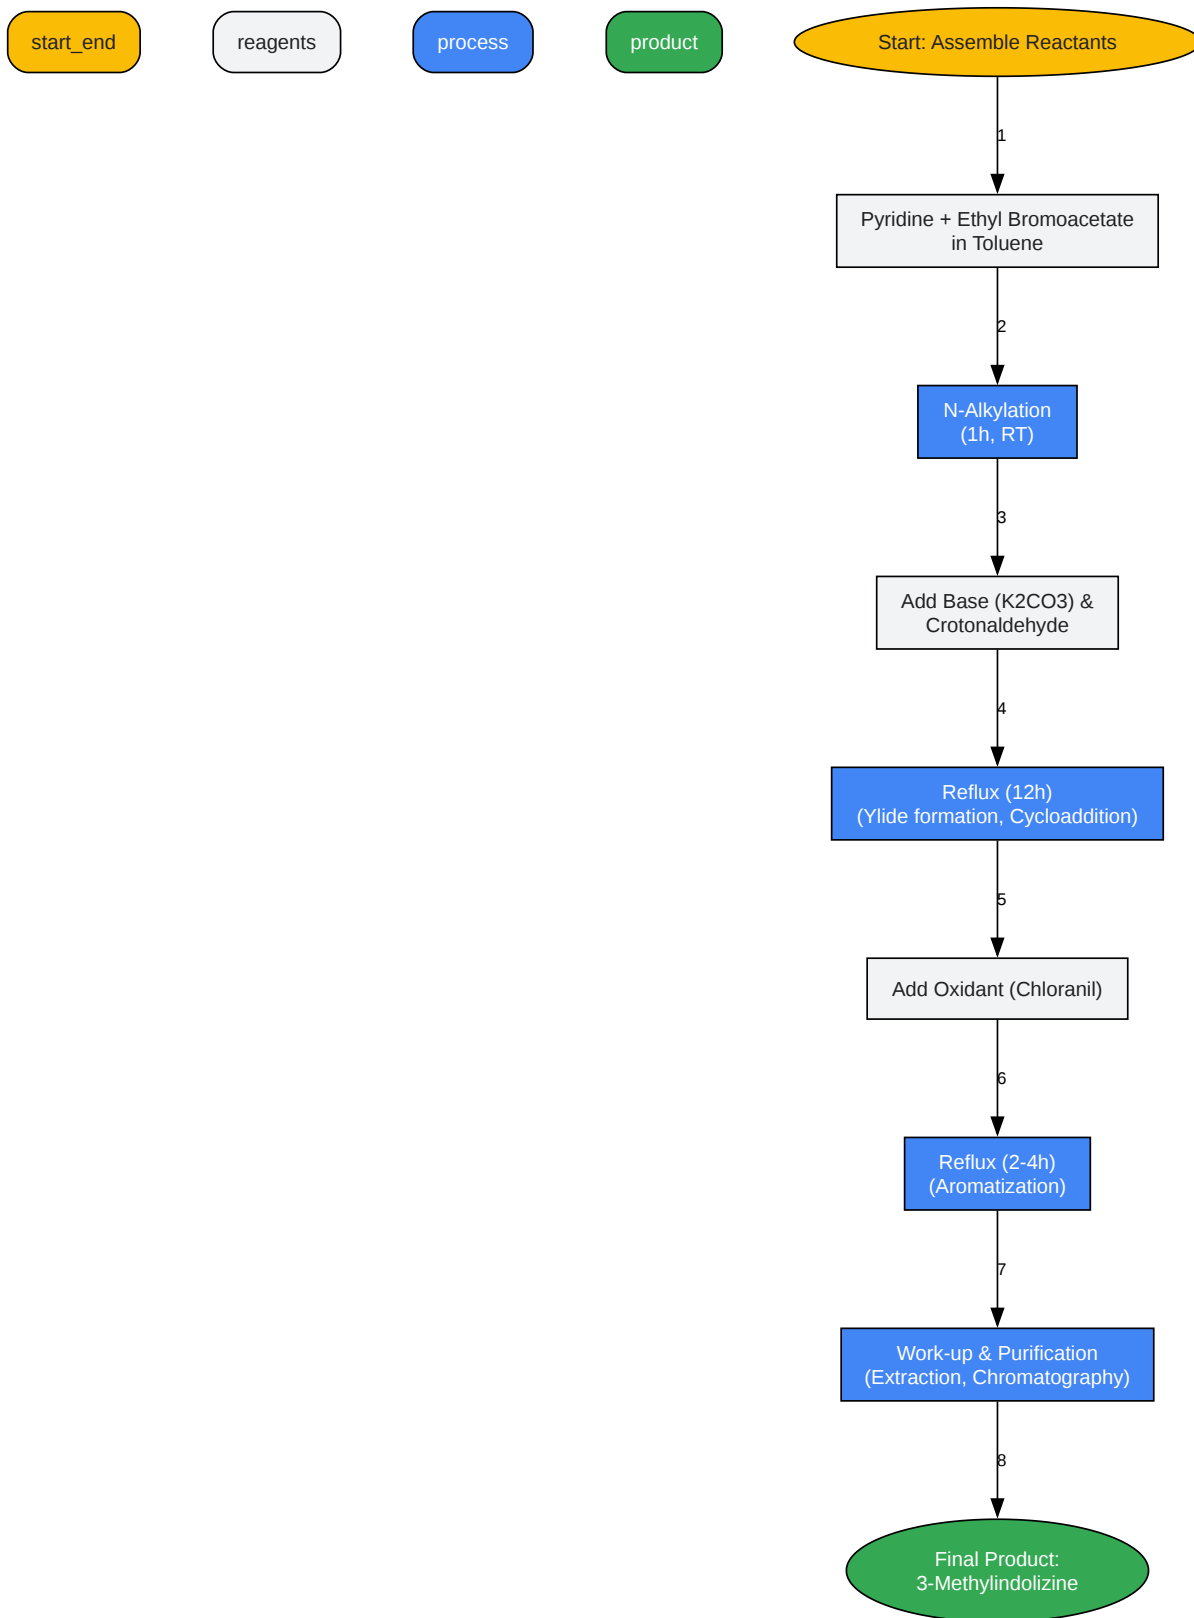 start_end
reagents
process
product
Start: Assemble Reactants
1
Pyridine + Ethyl Bromoacetate
in Toluene
2
N-Alkylation
(1h, RT)
3
Add Base (K2CO3) &
Crotonaldehyde
4
Reflux (12h)
(Ylide formation, Cycloaddition)
5
Add Oxidant (Chloranil)
6
Reflux (2-4h)
(Aromatization)
7
Work-up & Purification
(Extraction, Chromatography)
8
Final Product:
3-Methylindolizine